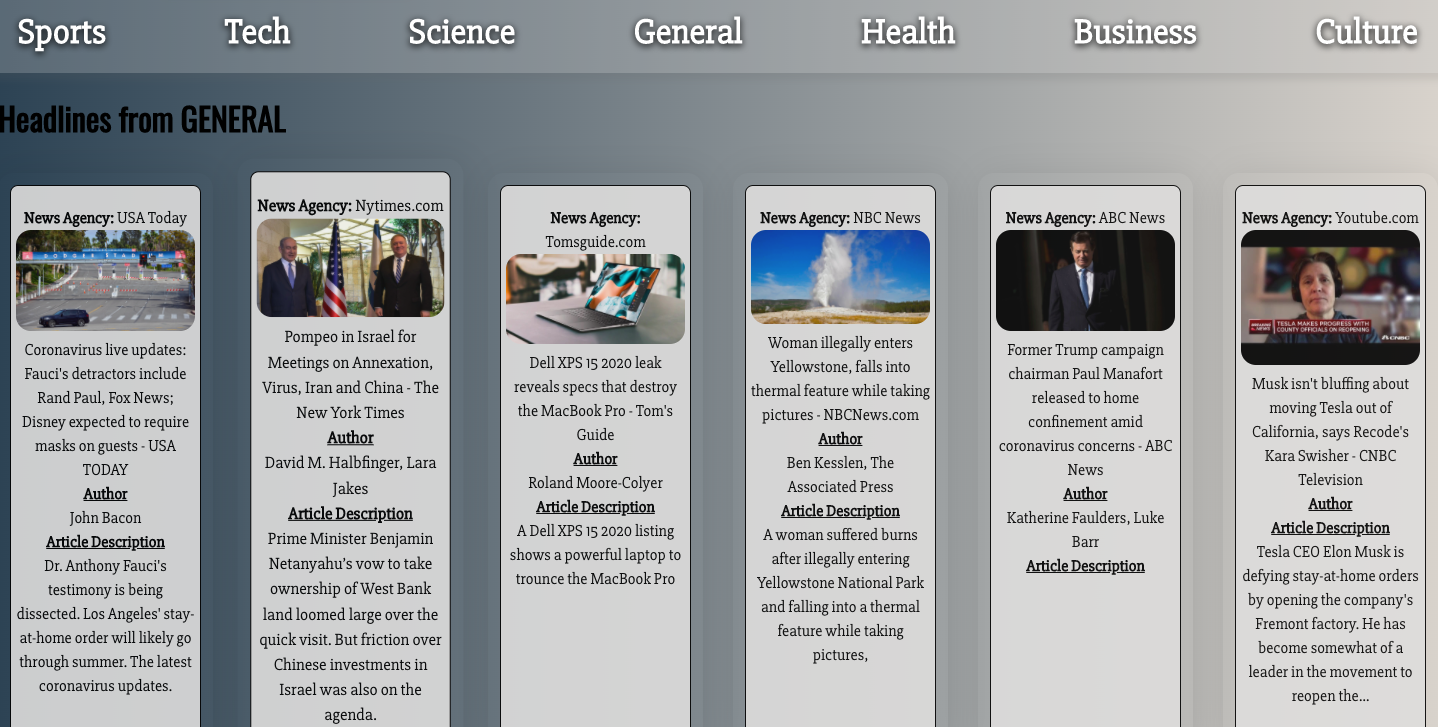 Sports Tech Science General Health Business Culture
Headlines from GENERAL
News Agency: USA Today
DODGER STADIUM
Coronavirus live updates:
Fauci's detractors include
Rand Paul, Fox News;
Disney expected to require
masks on guests - USA
TODAY
Author
John Bacon
Article Description
Dr. Anthony Fauci's
testimony is being
dissected. Los Angeles' stay-
at-home order will likely go
through summer. The latest
coronavirus updates.
News Agency: Nytimes.com
Pompeo in Israel for
Meetings on Annexation,
Virus, Iran and China - The
New York Times
Author
David M. Halbfinger, Lara
Jakes
Article Description
Prime Minister Benjamin
Netanyahu’s vow to take
ownership of West Bank
land loomed large over the
quick visit. But friction over
Chinese investments in
Israel was also on the
agenda.
News Agency:
Tomsguide.com
Dell XPS 15 2020 leak
reveals specs that destroy
the MacBook Pro - Tom's
Guide
Author
Roland Moore-Colyer
Article Description
A Dell XPS 15 2020 listing
shows a powerful laptop to
trounce the MacBook Pro
News Agency: NBC News
Woman illegally enters
Yellowstone, falls into
thermal feature while taking
pictures - NBCNews.com
Author
Ben Kesslen, The
Associated Press
Article Description
A woman suffered burns
after illegally entering
Yellowstone National Park
and falling into a thermal
feature while taking
pictures,
News Agency: ABC News
Former Trump campaign
chairman Paul Manafort
released to home
confinement amid
coronavirus concerns - ABC
News
Author
Katherine Faulders, Luke
Barr
Article Description
News Agency: Youtube.com
BREAKING NEWS
TESLA MAKES PROGRESS WITH
COUNTY OFFICIALS ON REOPENING
CNBC
Musk isn't bluffing about
moving Tesla out of
California, says Recode's
Kara Swisher - CNBC
Television
Author
Article Description
Tesla CEO Elon Musk is
defying stay-at-home orders
by opening the company's
Fremont factory. He has
become somewhat of a
leader in the movement to
reopen the...